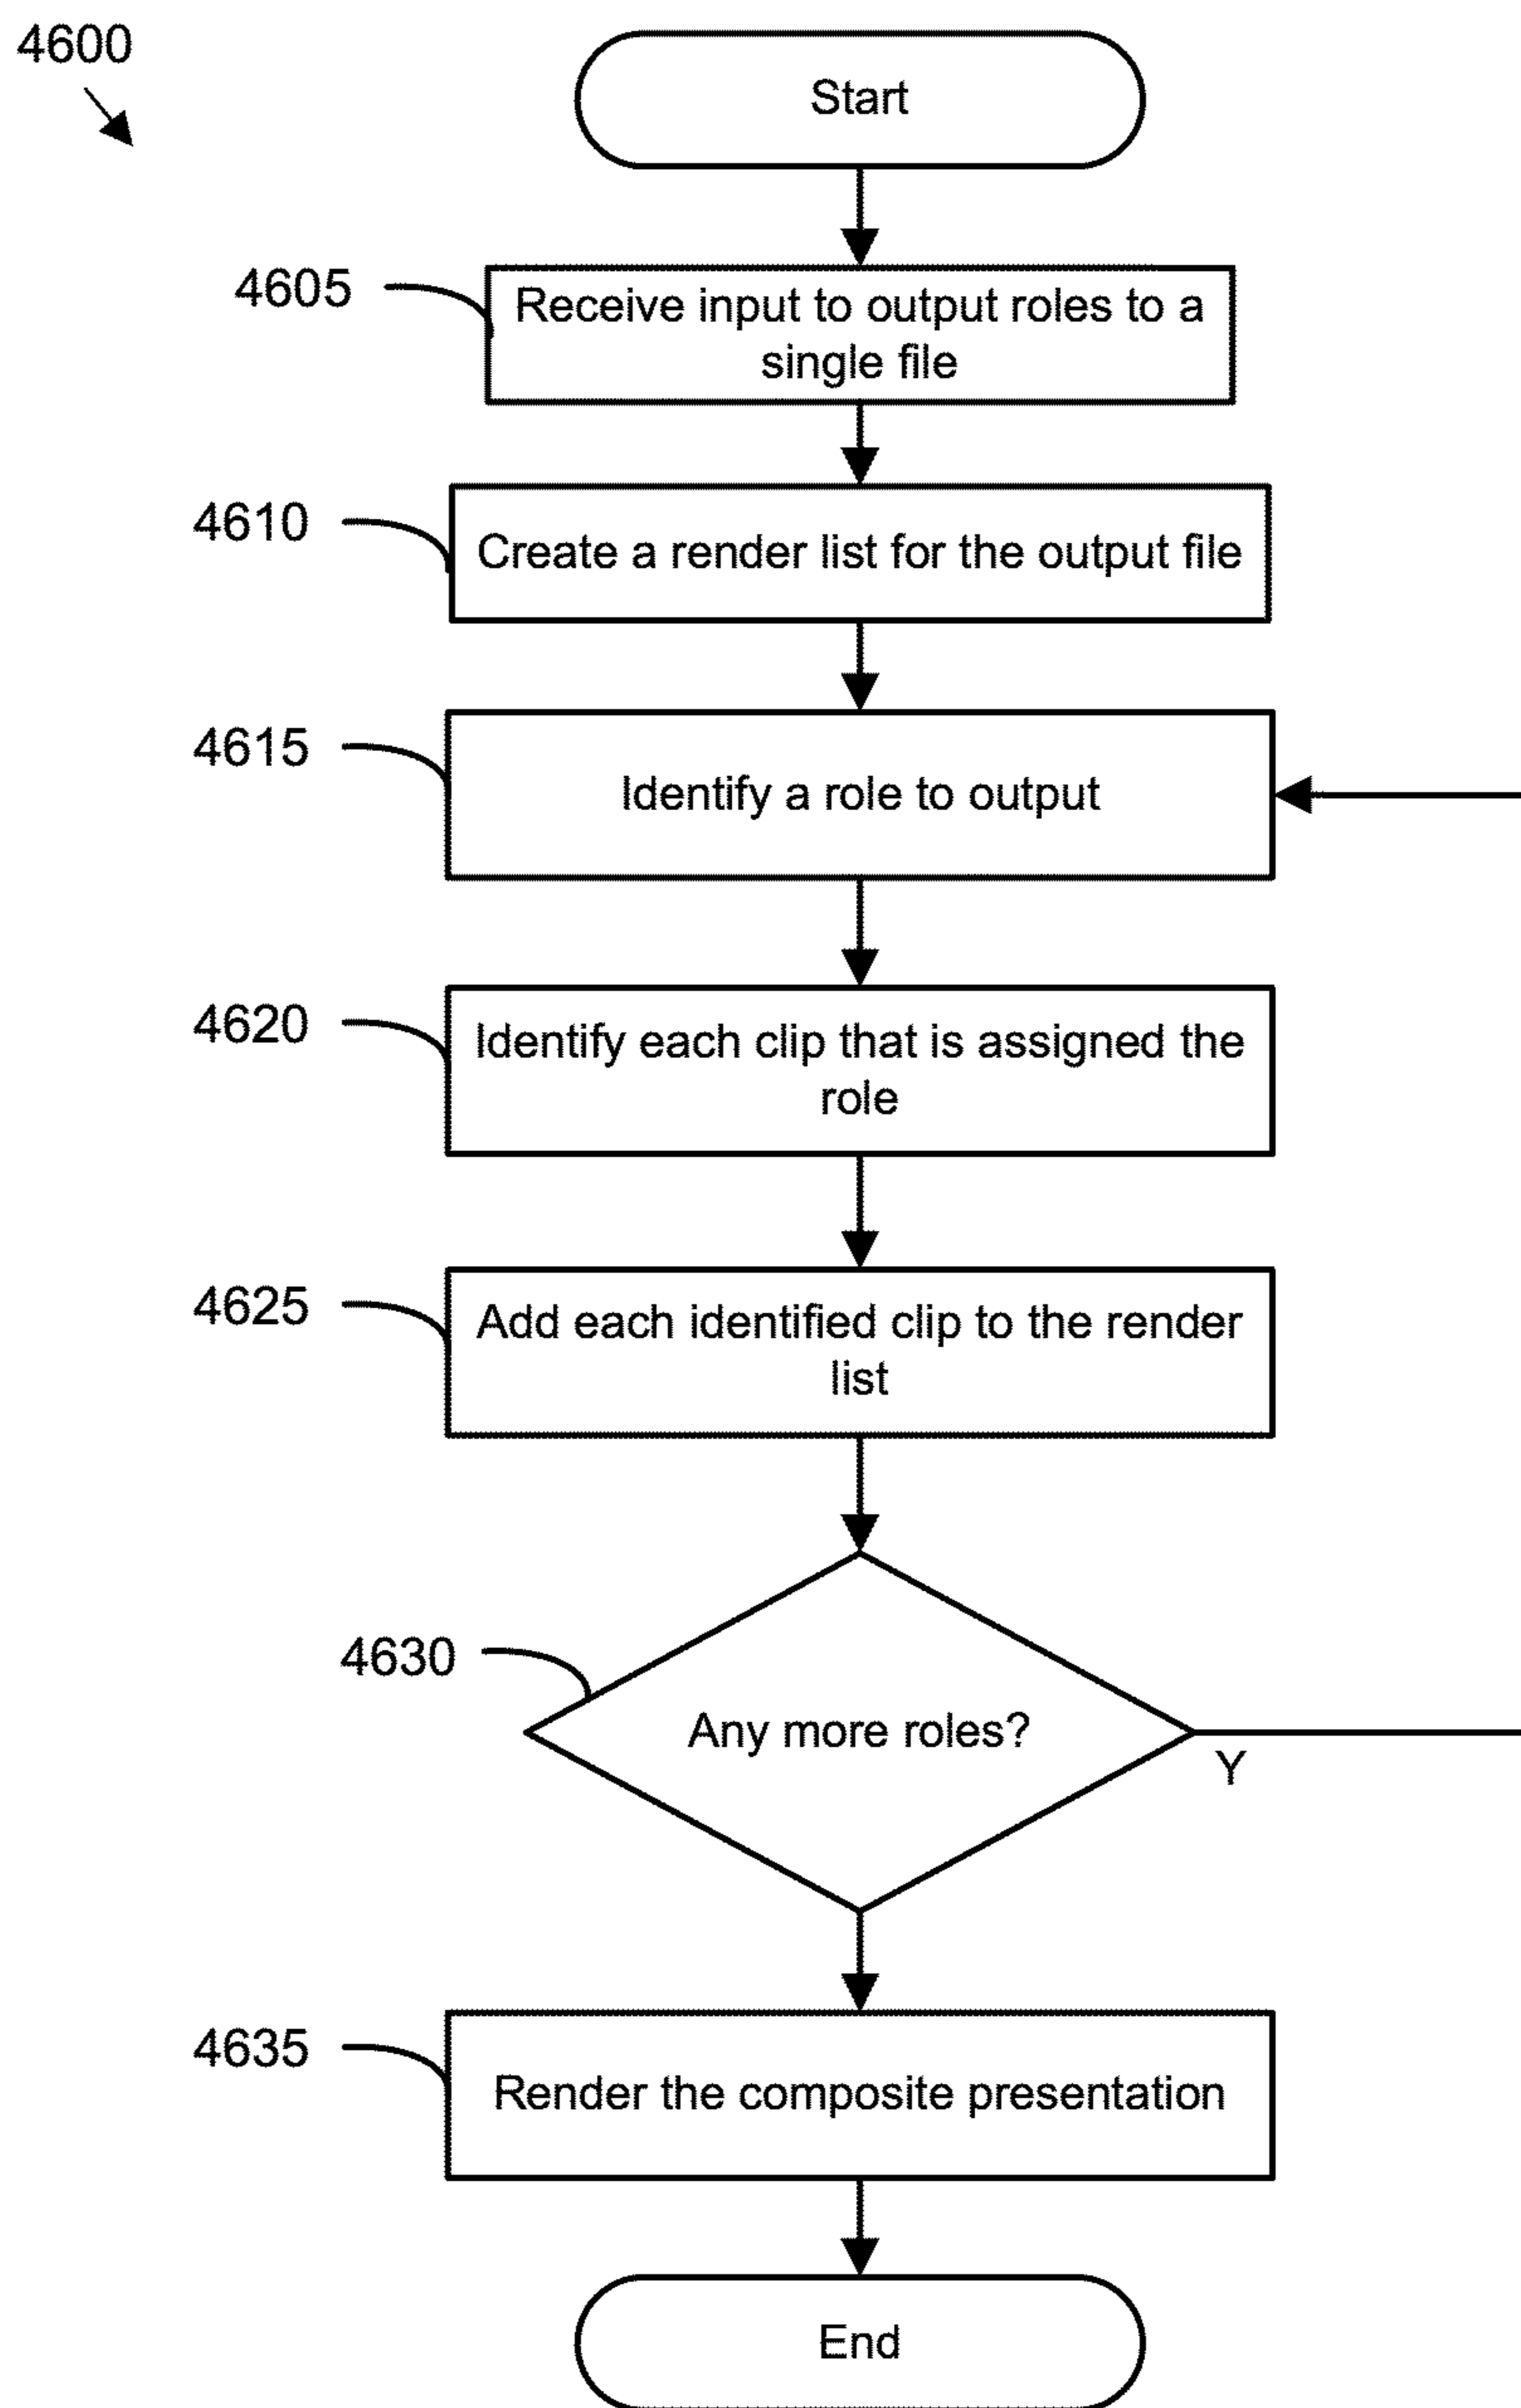 4600
Start
4605
Receive input to output roles to a
single file
4610
Create a render list for the output file
4615
Identify a role to output
4620
Identify each clip that is assigned the
role
4625
Add each identified clip to the render
list
4630
Any more roles?
Y
4635
Render the composite presentation
End